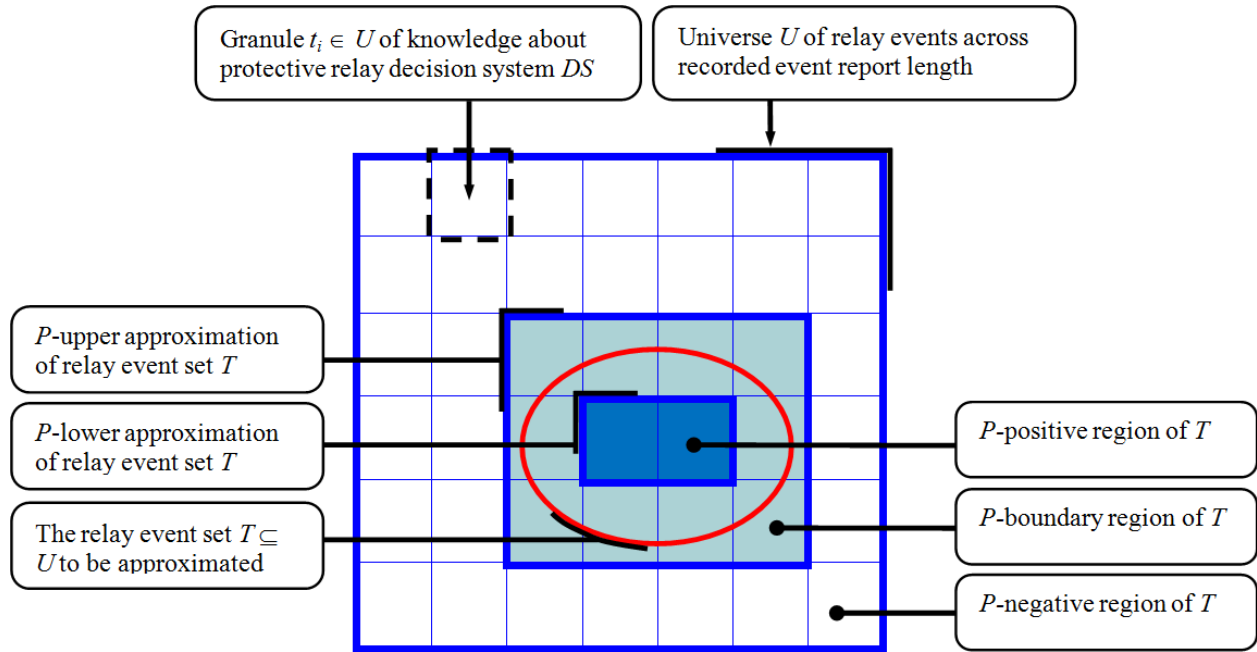 Granule tᵢ ∈ U of knowledge about
protective relay decision system DS
Universe U of relay events across
recorded event report length
P-upper approximation
of relay event set T
P-lower approximation
of relay event set T
The relay event set T ⊆
U to be approximated
P-positive region of T
P-boundary region of T
P-negative region of T